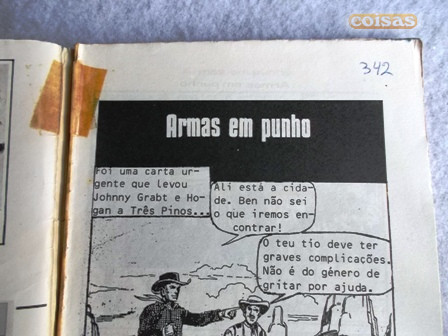 coisas
342
Armas em punho
Foi uma carta ur-
gente que levou
Johnny Grabt e Ho-
gan a Três Pinos...
Ali está a cida-
de. Ben não sei
o que iremos en-
contrar!
O teu tio deve ter
graves complicações.
Não é do género de
gritar por ajuda.